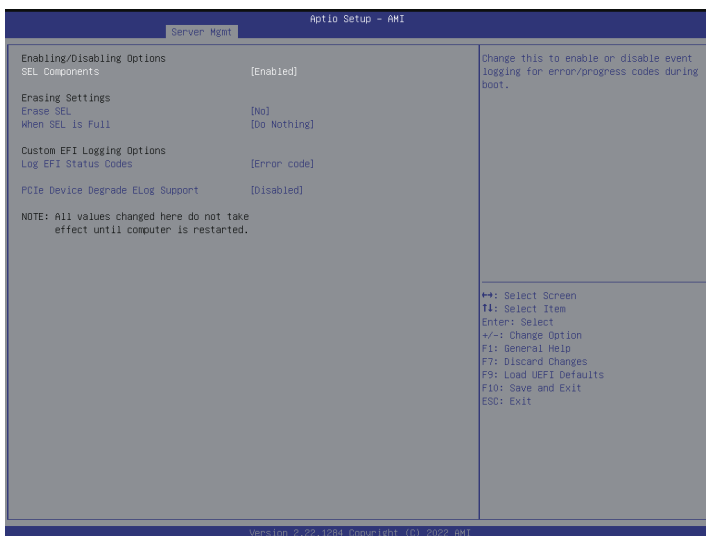 Aptio Setup – AMI
Server Mgmt
Enabling/Disabling Options
SEL Components [Enabled]
Erasing Settings
Erase SEL [No]
When SEL is Full [Do Nothing]
Custom EFI Logging Options
Log EFI Status Codes [Error code]
PCIe Device Degrade ELog Support [Disabled]
NOTE: All values changed here do not take
effect until computer is restarted.
Change this to enable or disable event
logging for error/progress codes during
boot.
↔: Select Screen
↑↓: Select Item
Enter: Select
+/-: Change Option
F1: General Help
F7: Discard Changes
F9: Load UEFI Defaults
F10: Save and Exit
ESC: Exit
Version 2.22.1284 Copyright (C) 2022 AMI